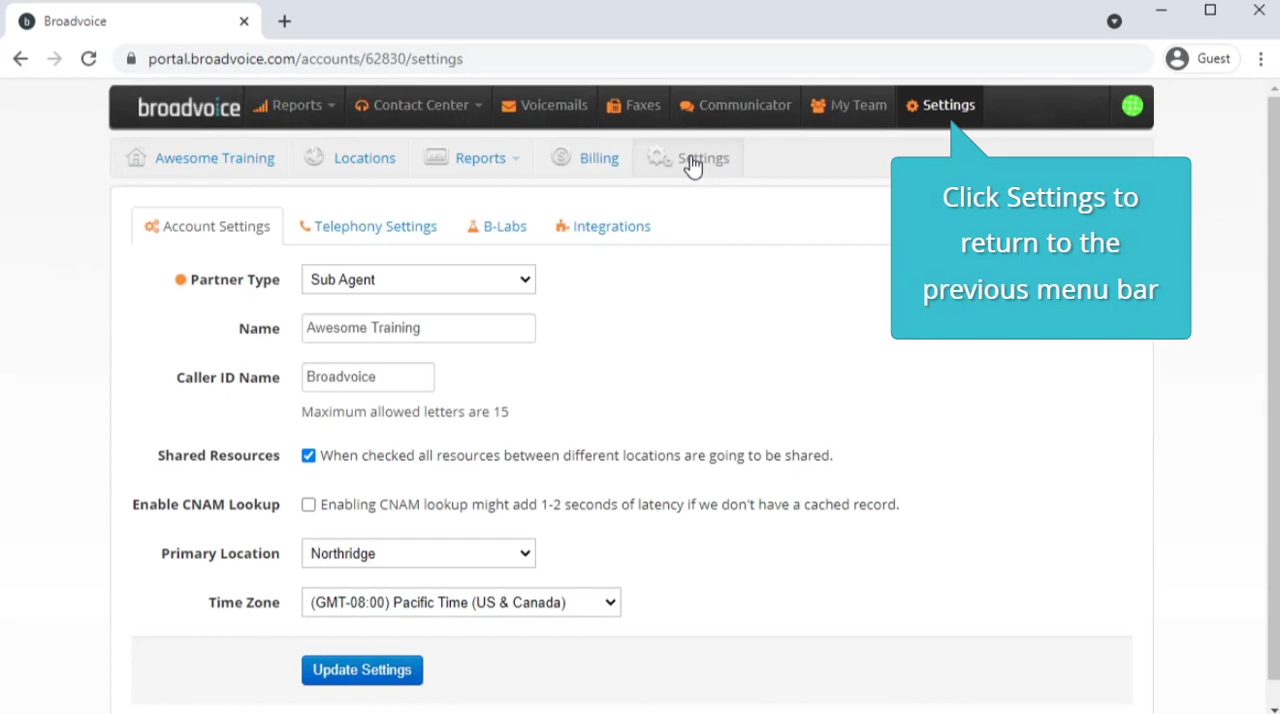 Broadvoice
portal.broadvoice.com/accounts/62830/settings
Guest
broadvoice Reports Contact Center Voicemails Faxes Communicator My Team Settings
Awesome Training Locations Reports Billing Settings
Click Settings to
return to the
previous menu bar
Account Settings Telephony Settings B-Labs Integrations
Partner Type Sub Agent
Name Awesome Training
Caller ID Name Broadvoice
Maximum allowed letters are 15
Shared Resources When checked all resources between different locations are going to be shared.
Enable CNAM Lookup Enabling CNAM lookup might add 1-2 seconds of latency if we don't have a cached record.
Primary Location Northridge
Time Zone (GMT-08:00) Pacific Time (US & Canada)
Update Settings